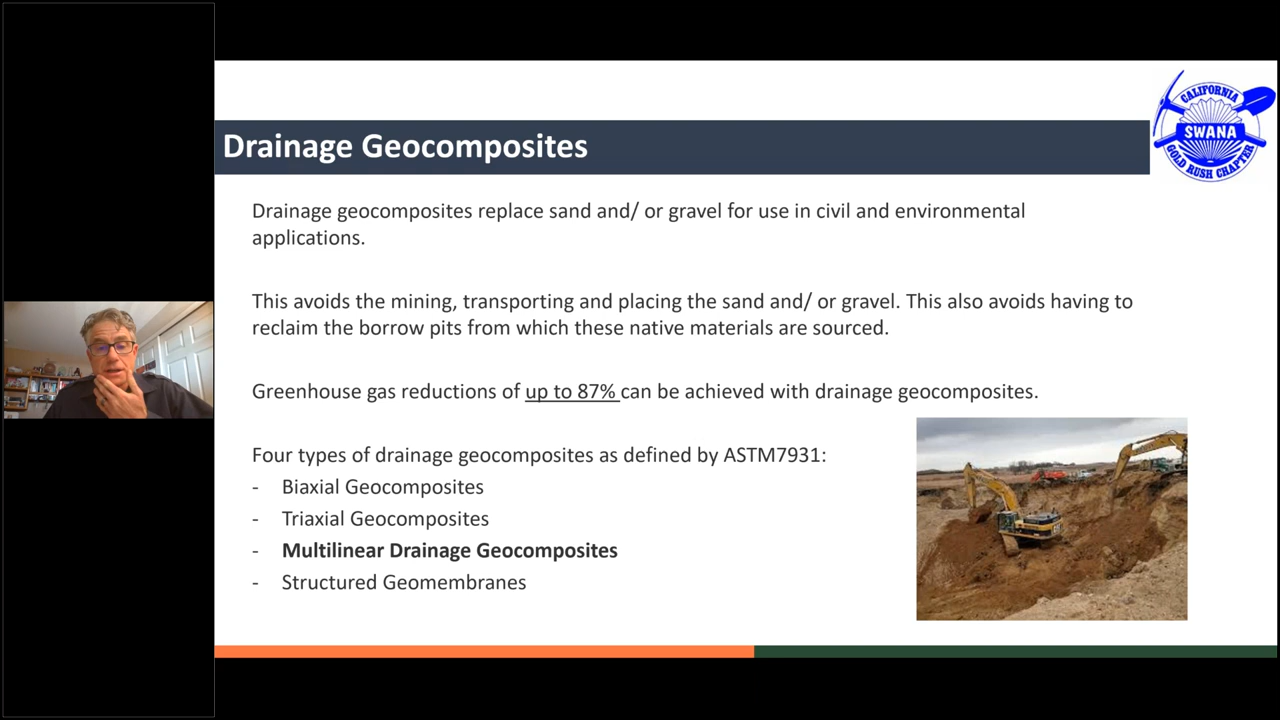 Drainage Geocomposites
CALIFORNIA
SWANA
GOLD RUSH CHAPTER
Drainage geocomposites replace sand and/ or gravel for use in civil and environmental
applications.
This avoids the mining, transporting and placing the sand and/ or gravel. This also avoids having to
reclaim the borrow pits from which these native materials are sourced.
Greenhouse gas reductions of up to 87% can be achieved with drainage geocomposites.
Four types of drainage geocomposites as defined by ASTM7931:
- Biaxial Geocomposites
- Triaxial Geocomposites
- Multilinear Drainage Geocomposites
- Structured Geomembranes